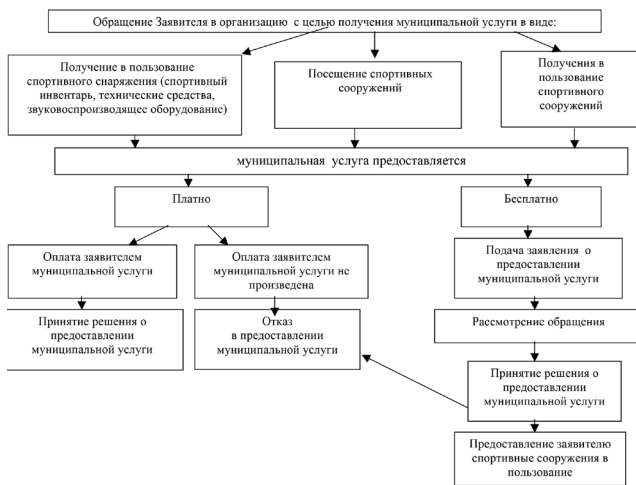 Обращение Заявителя в организацию с целью получения муниципальной услуги в виде:
Получение в пользование
спортивного снаряжения (спортивный
инвентарь, технические средства,
звуковоспроизводящее оборудование)
Посещение спортивных
сооружений
Получения в
пользование
спортивного
сооружений
муниципальная услуга предоставляется
Платно
Бесплатно
Оплата заявителем
муниципальной услуги
Оплата заявителем
муниципальной услуги не
произведена
Подача заявления о
предоставлении
муниципальной услуги
Принятие решения о
предоставлении
муниципальной услуги
Отказ
в предоставлении
муниципальной услуги
Рассмотрение обращения
Принятие решения о
предоставлении
муниципальной услуги
Предоставление заявителю
спортивные сооружения в
пользование